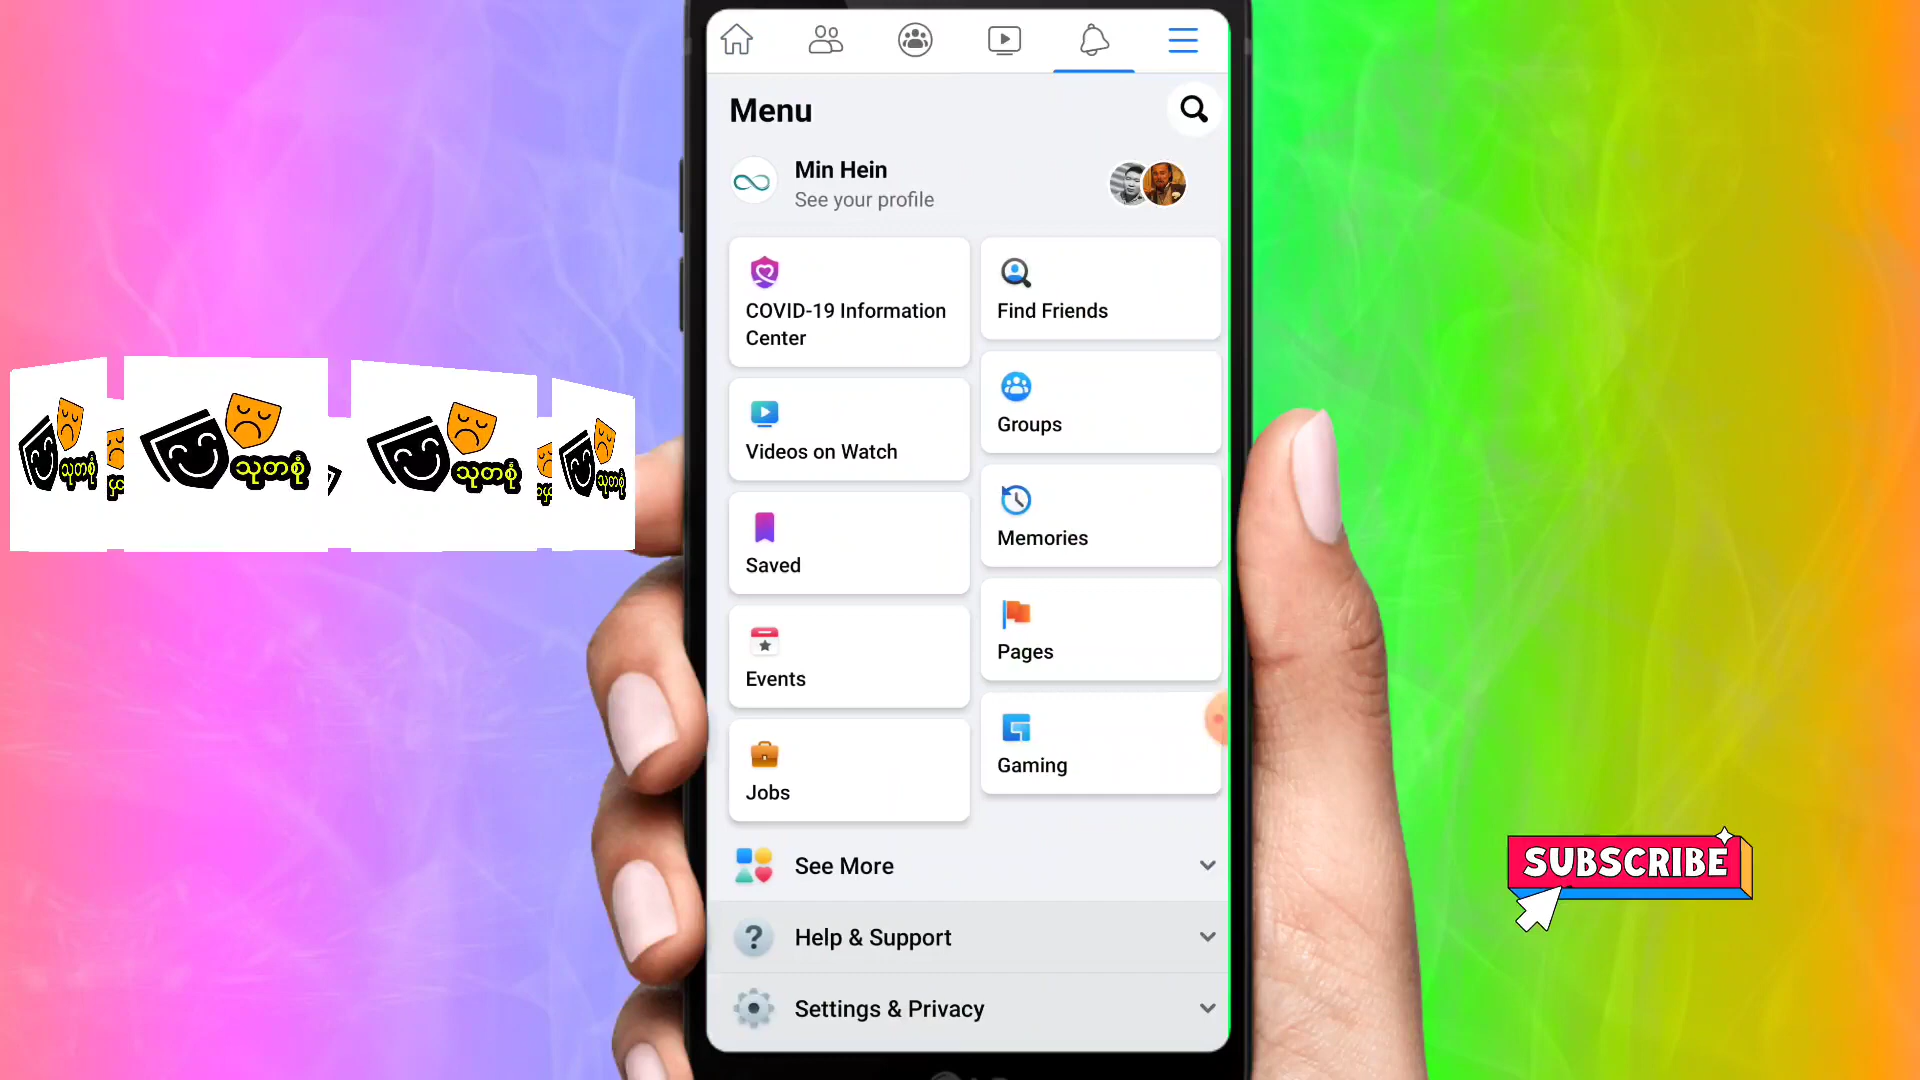 Menu
Min Hein
See your profile
COVID-19 Information
Center
Find Friends
Videos on Watch
Groups
Saved
Memories
Events
Pages
Jobs
Gaming
See More
Help & Support
Settings & Privacy
သုတစုံ
သုတစုံ
သုတစုံ
သုတစုံ
SUBSCRIBE